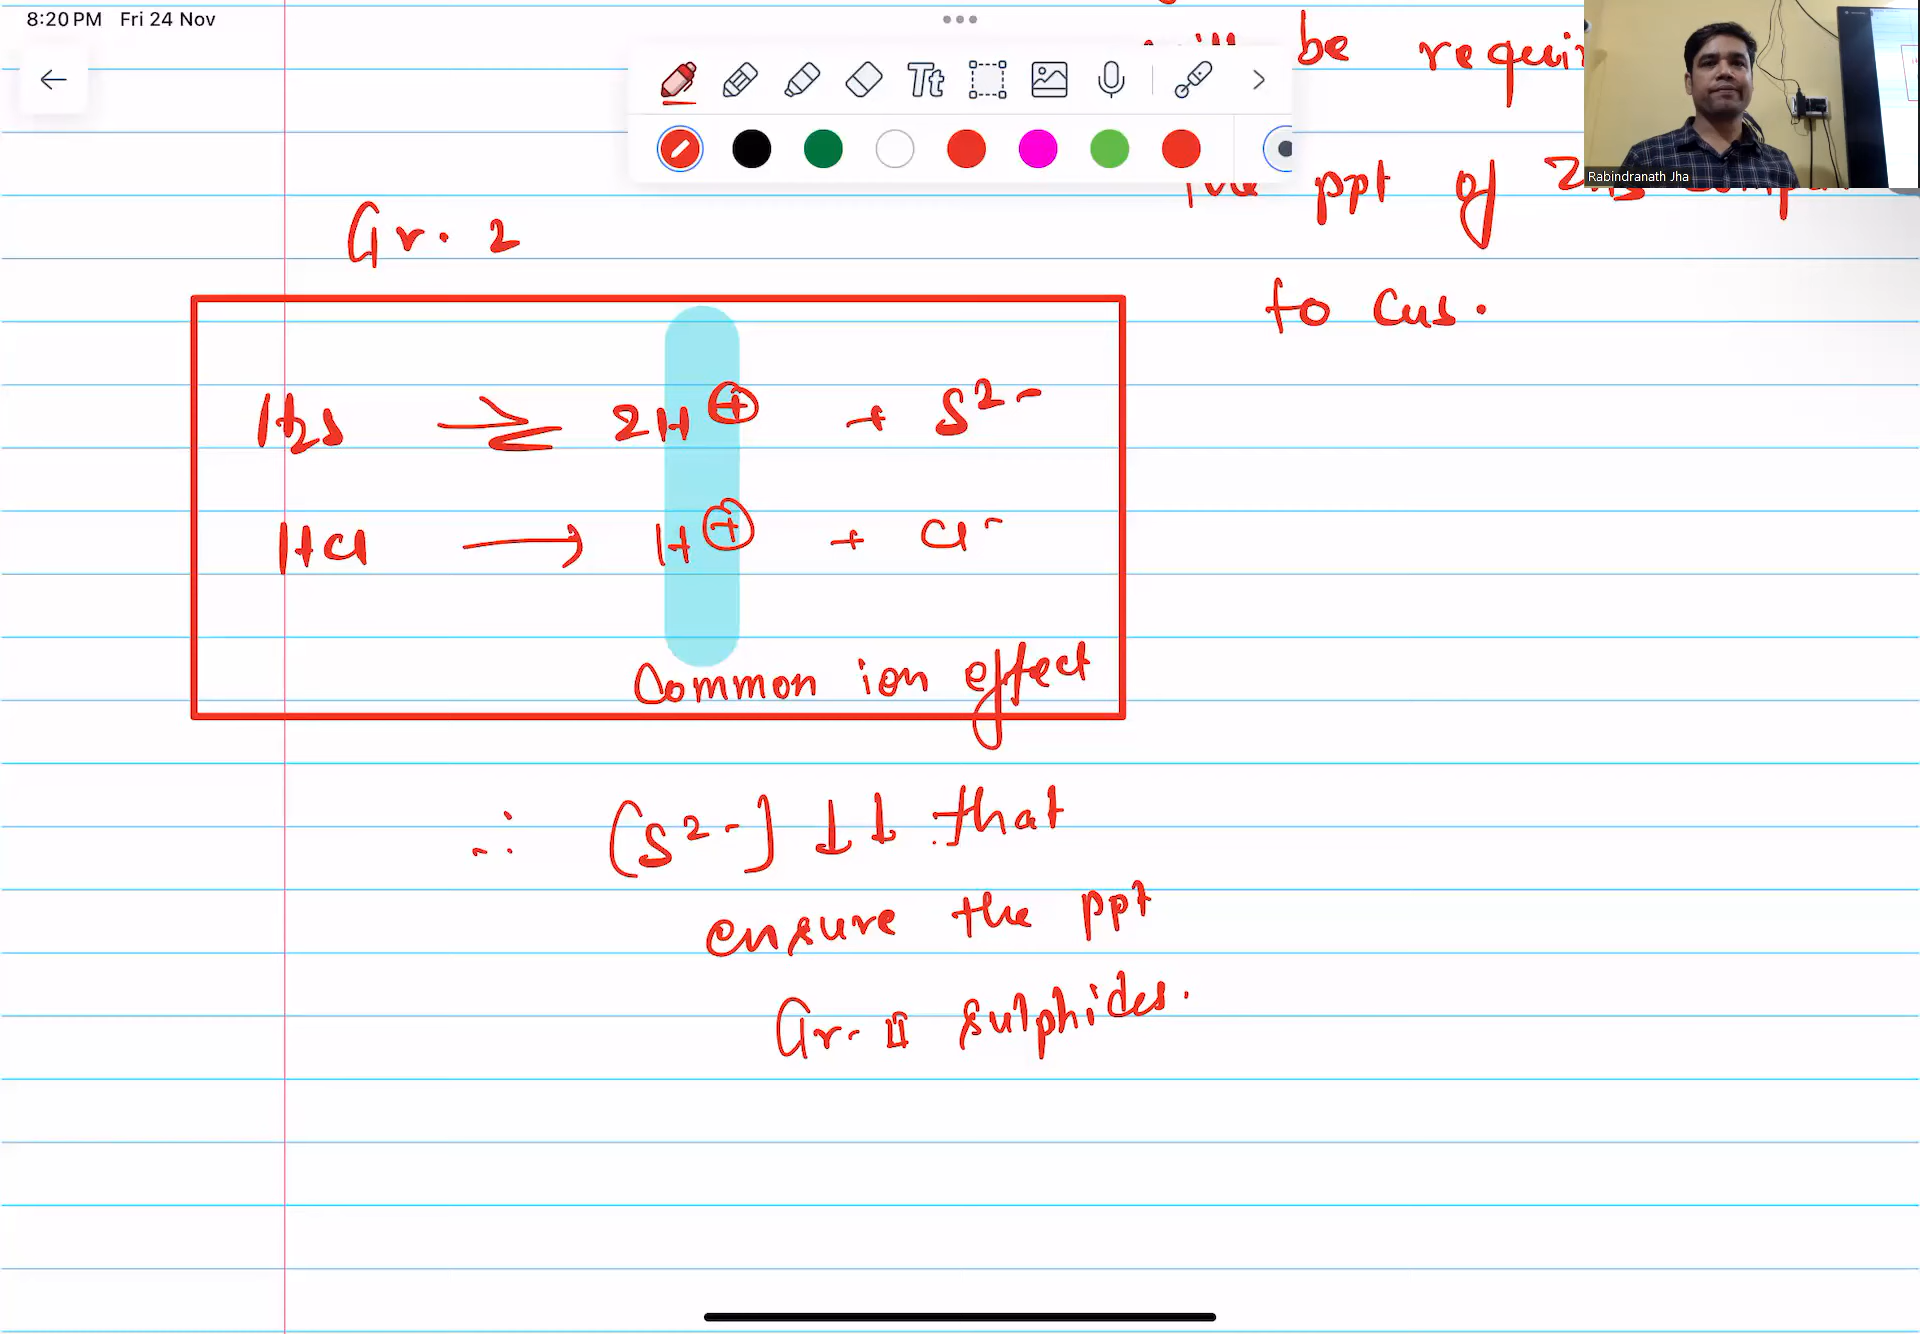 8:20 PM Fri 24 Nov
be
Tt
Rabindranath Jha
ppt of
to Cus.
Gr. 2
H2S ⇌ 2H⊕ + S2-
HCl → H⊕ + Cl-
Common ion effect
∴ [S2-] ↓↓ that
ensure the ppt
Gr. II sulphides.